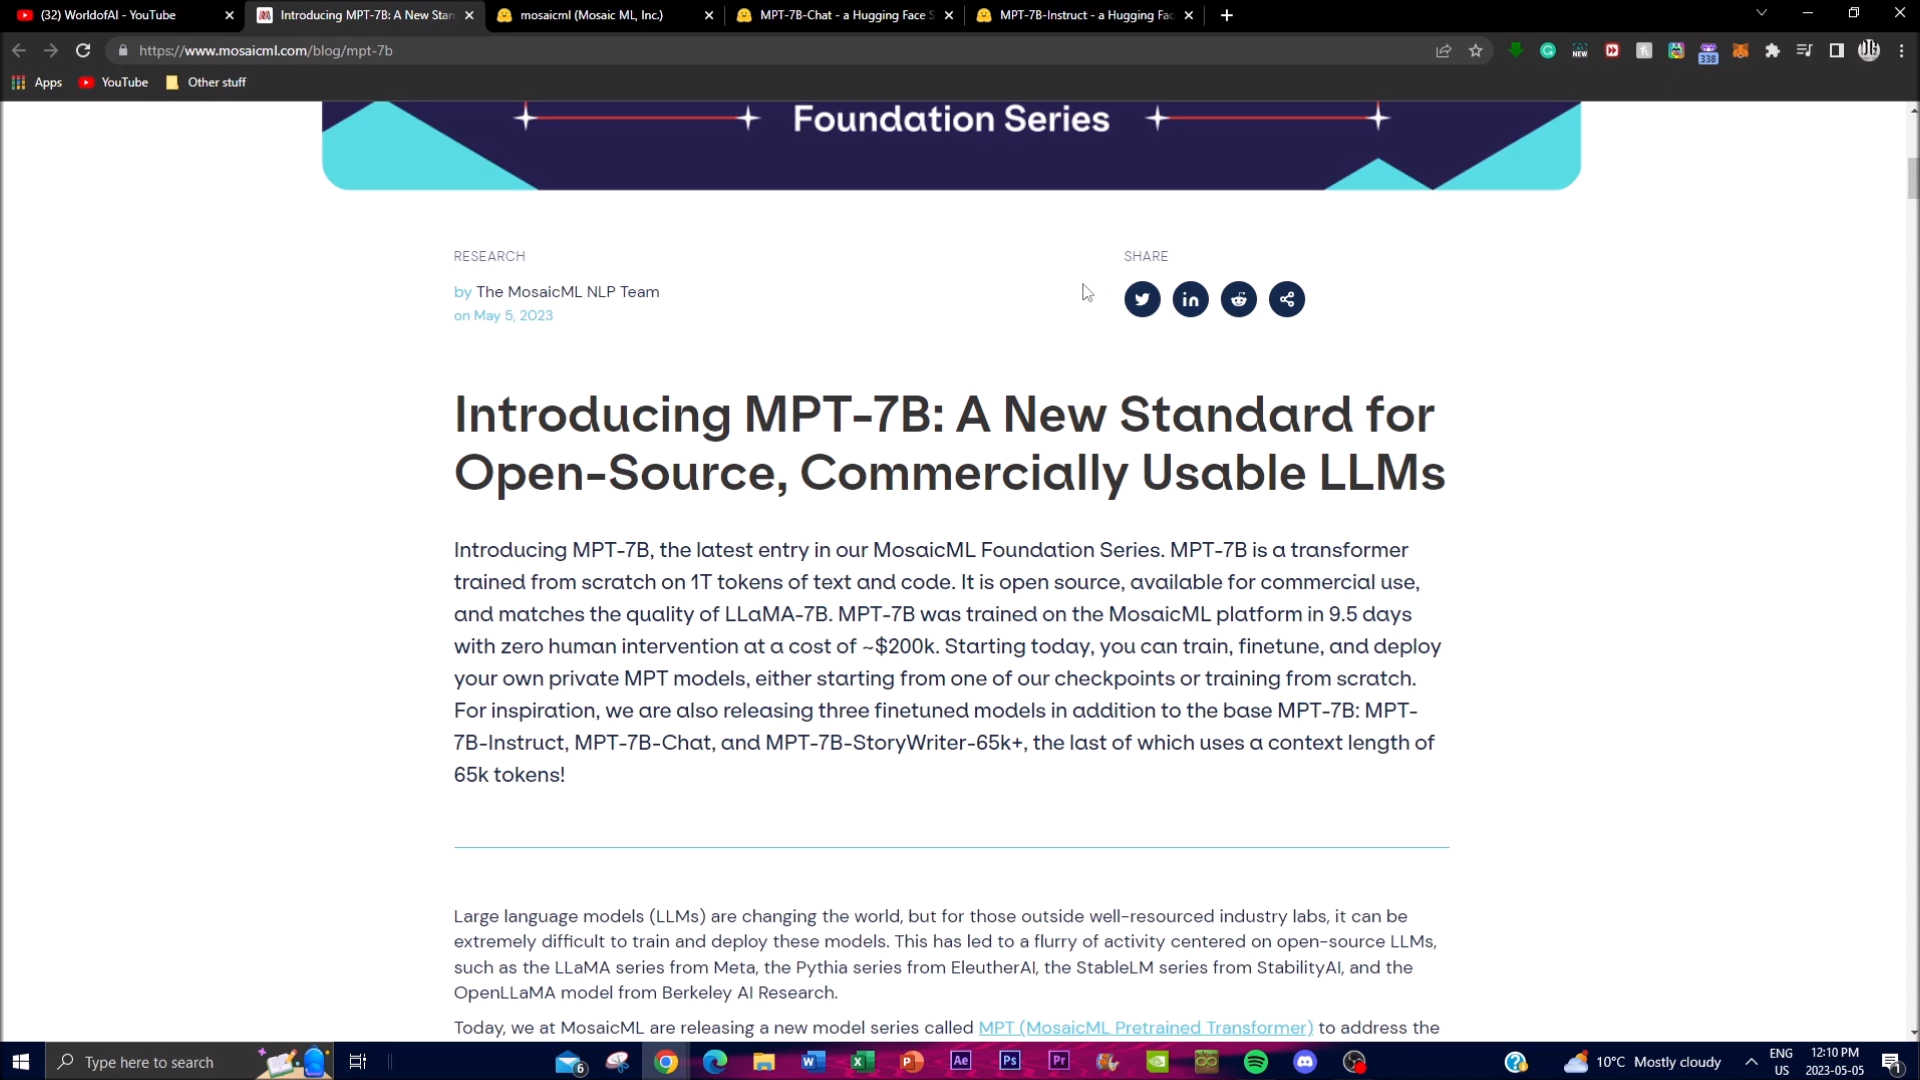 (32) WorldofAI - YouTube
Introducing MPT-7B: A New Stan
mosaicml (Mosaic ML, Inc.)
MPT-7B-Chat - a Hugging Face S
MPT-7B-Instruct - a Hugging Fac
https://www.mosaicml.com/blog/mpt-7b
NEW
338
Apps
YouTube
Other stuff
Foundation Series
RESEARCH
SHARE
by The MosaicML NLP Team
on May 5, 2023
in
Introducing MPT-7B: A New Standard for
Open-Source, Commercially Usable LLMs
Introducing MPT-7B, the latest entry in our MosaicML Foundation Series. MPT-7B is a transformer
trained from scratch on 1T tokens of text and code. It is open source, available for commercial use,
and matches the quality of LLaMA-7B. MPT-7B was trained on the MosaicML platform in 9.5 days
with zero human intervention at a cost of ~$200k. Starting today, you can train, finetune, and deploy
your own private MPT models, either starting from one of our checkpoints or training from scratch.
For inspiration, we are also releasing three finetuned models in addition to the base MPT-7B: MPT-
7B-Instruct, MPT-7B-Chat, and MPT-7B-StoryWriter-65k+, the last of which uses a context length of
65k tokens!
Large language models (LLMs) are changing the world, but for those outside well-resourced industry labs, it can be
extremely difficult to train and deploy these models. This has led to a flurry of activity centered on open-source LLMs,
such as the LLaMA series from Meta, the Pythia series from EleutherAI, the StableLM series from StabilityAI, and the
OpenLLaMA model from Berkeley AI Research.
Today, we at MosaicML are releasing a new model series called MPT (MosaicML Pretrained Transformer) to address the
Type here to search
6
Ae
Ps
Pr
10°C Mostly cloudy
ENG
US
12:10 PM
2023-05-05
1